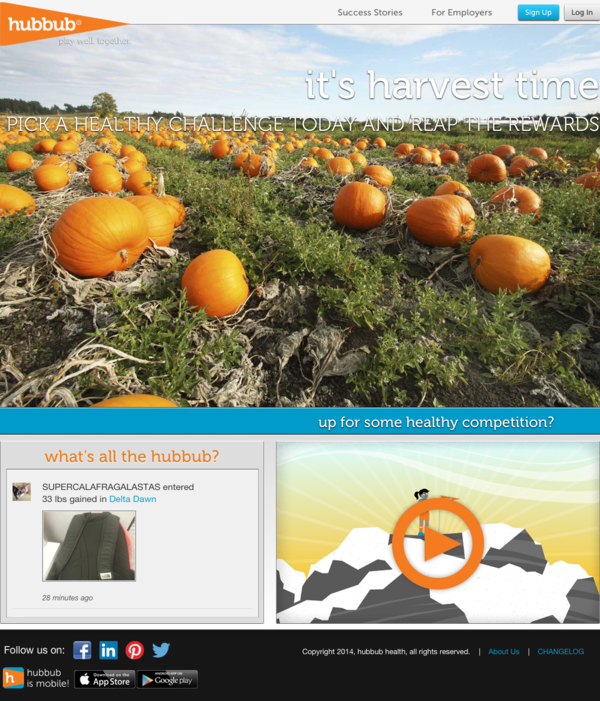 hubbub®
play well. together.
Success Stories
For Employers
Sign Up
Log In
it's harvest time
PICK A HEALTHY CHALLENGE TODAY AND REAP THE REWARDS
up for some healthy competition?
what's all the hubbub?
SUPERCALAFRAGALASTAS entered
33 lbs gained in Delta Dawn
28 minutes ago
Follow us on:
Copyright 2014, hubbub health, all rights reserved. | About Us | CHANGELOG
h
hubbub
is mobile!
Download on the
App Store
ANDROID APP ON
Google play